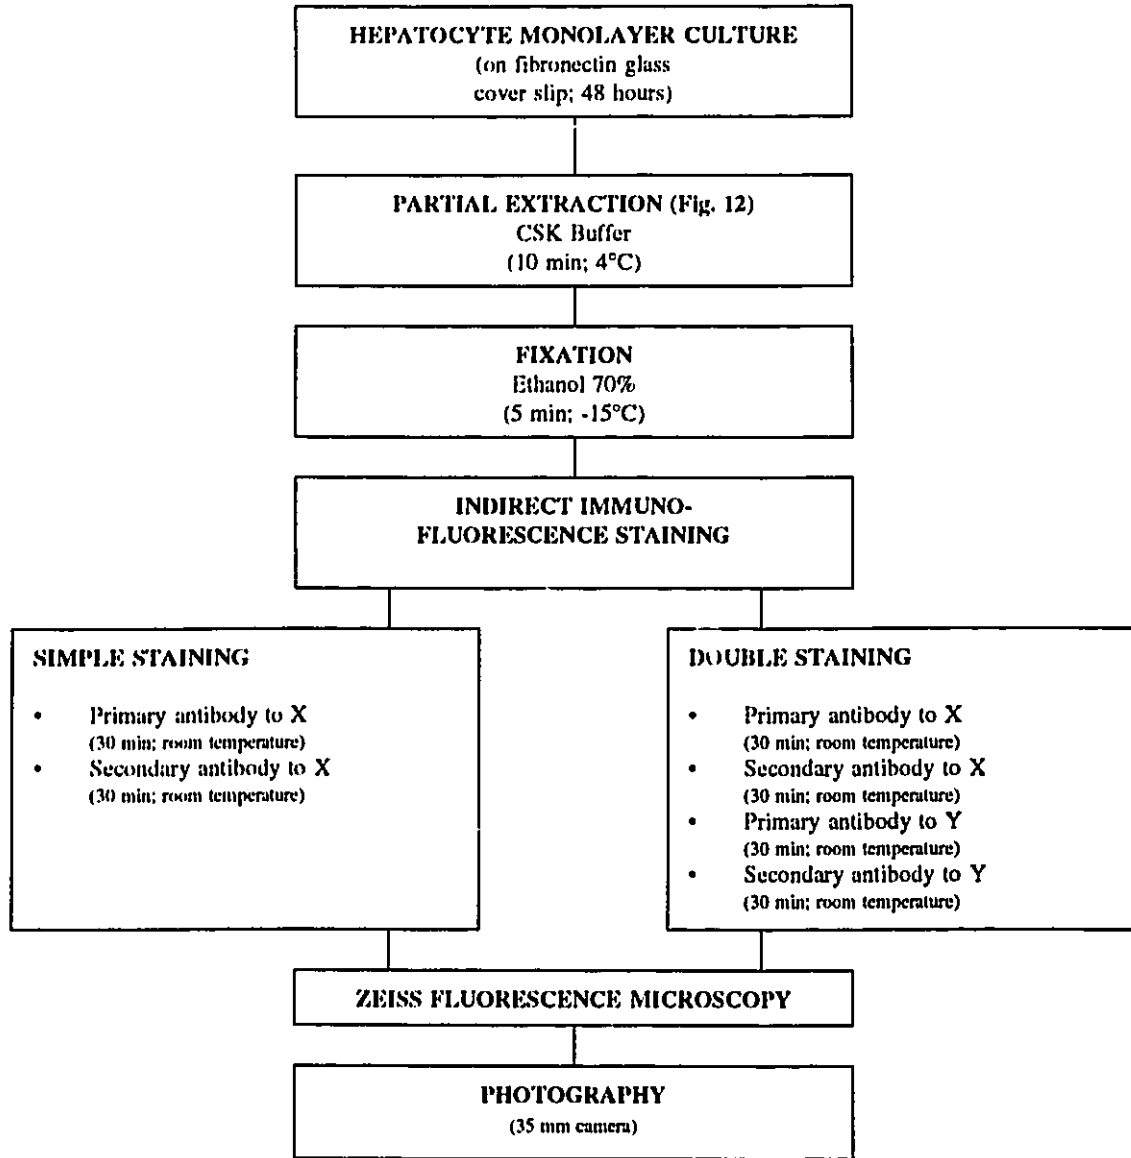 HEPATOCYTE MONOLAYER CULTURE
(on fibronectin glass
cover slip; 48 hours)
PARTIAL EXTRACTION (Fig. 12)
CSK Buffer
(10 min; 4°C)
FIXATION
Ethanol 70%
(5 min; -15°C)
INDIRECT IMMUNO-
FLUORESCENCE STAINING
SIMPLE STAINING
• Primary antibody to X
(30 min; room temperature)
• Secondary antibody to X
(30 min; room temperature)
DOUBLE STAINING
• Primary antibody to X
(30 min; room temperature)
• Secondary antibody to X
(30 min; room temperature)
• Primary antibody to Y
(30 min; room temperature)
• Secondary antibody to Y
(30 min; room temperature)
ZEISS FLUORESCENCE MICROSCOPY
PHOTOGRAPHY
(35 mm camera)